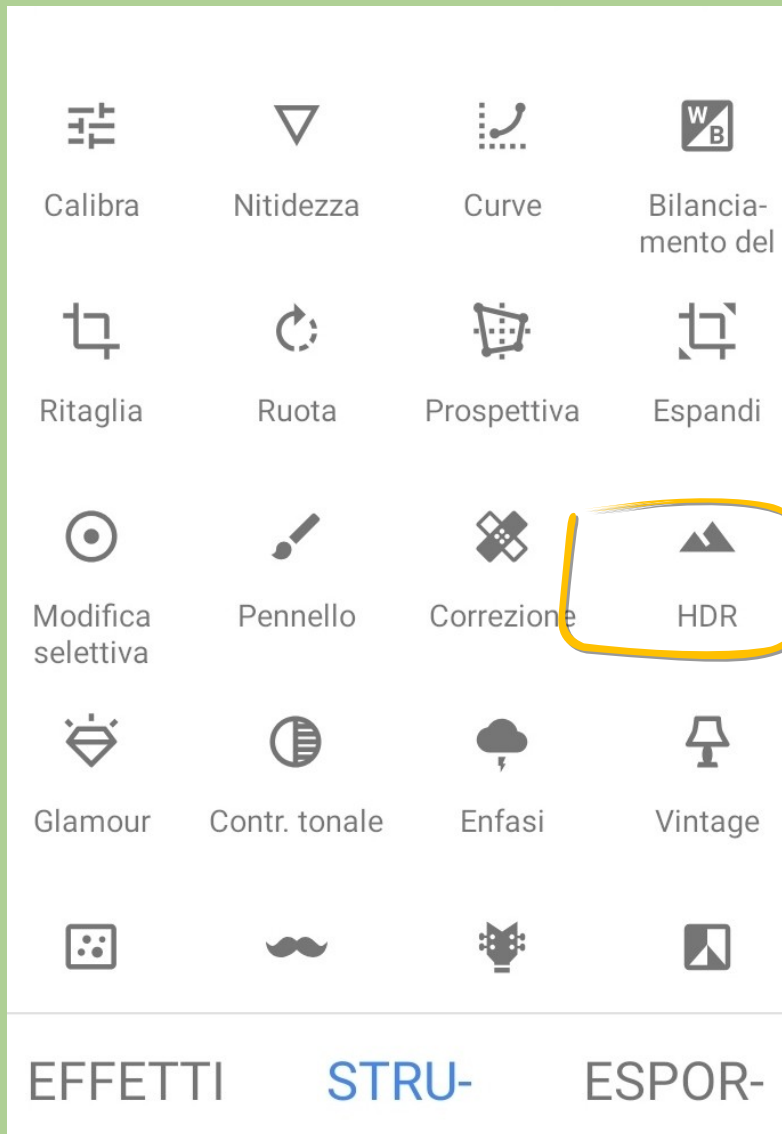 W B
Calibra Nitidezza Curve Bilancia-
mento del
Ritaglia Ruota Prospettiva Espandi
Modifica Pennello Correzione HDR
selettiva
Glamour Contr. tonale Enfasi Vintage
EFFETTI STRU- ESPOR-